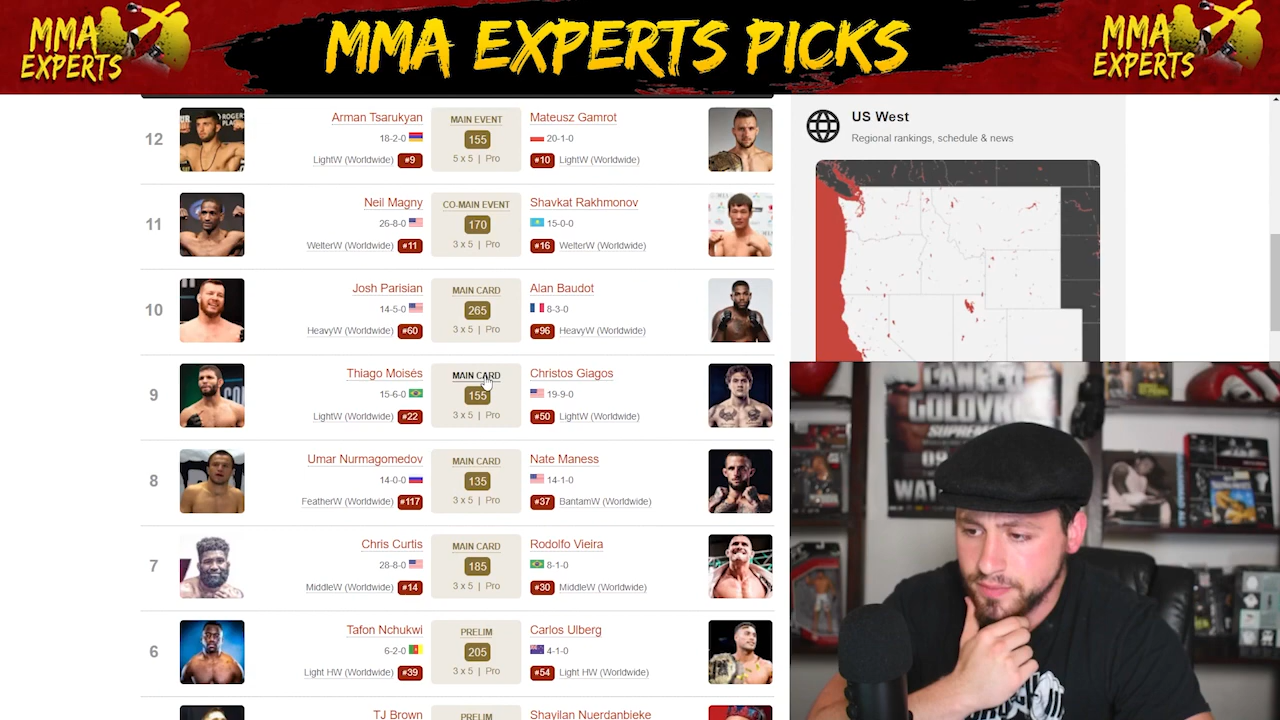 MMA EXPERTS
MMA EXPERTS PICKS
MMA EXPERTS
12
Arman Tsarukyan
18-2-0
LightW (Worldwide) #9
MAIN EVENT
155
5 x 5 | Pro
Mateusz Gamrot
20-1-0
#10 LightW (Worldwide)
11
Neil Magny
26-8-0
WelterW (Worldwide) #11
CO-MAIN EVENT
170
3 x 5 | Pro
Shavkat Rakhmonov
15-0-0
#16 WelterW (Worldwide)
10
Josh Parisian
14-5-0
HeavyW (Worldwide) #60
MAIN CARD
265
3 x 5 | Pro
Alan Baudot
8-3-0
#96 HeavyW (Worldwide)
9
Thiago Moisés
15-6-0
LightW (Worldwide) #22
MAIN CARD
155
3 x 5 | Pro
Christos Giagos
19-9-0
#50 LightW (Worldwide)
8
Umar Nurmagomedov
14-0-0
FeatherW (Worldwide) #117
MAIN CARD
135
3 x 5 | Pro
Nate Maness
14-1-0
#37 BantamW (Worldwide)
7
Chris Curtis
28-8-0
MiddleW (Worldwide) #14
MAIN CARD
185
3 x 5 | Pro
Rodolfo Vieira
8-1-0
#30 MiddleW (Worldwide)
6
Tafon Nchukwi
6-2-0
Light HW (Worldwide) #39
PRELIM
205
3 x 5 | Pro
Carlos Ulberg
4-1-0
#54 Light HW (Worldwide)
TJ Brown
PRELIM
Shayilan Nuerdanbieke
US West
Regional rankings, schedule & news
CANELO
GOLOVK
SUPREMA
09
WAT